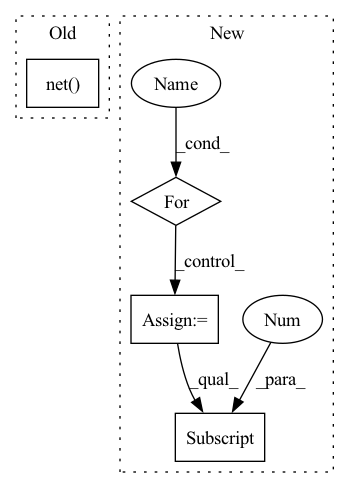 Old
New
net()
Name
_cond_
For
_control_
Assign:=
Num
_qual_
_para_
Subscript